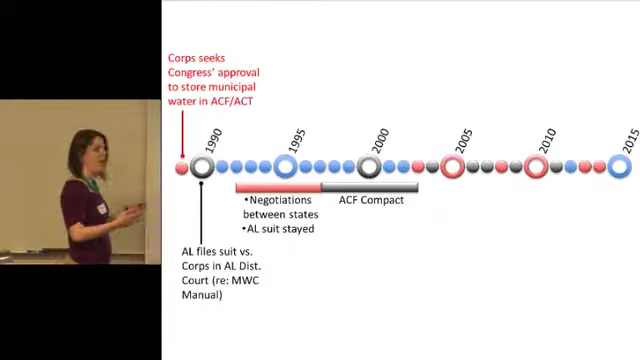 Corps seeks
Congress’ approval
to store municipal
water in ACF/ACT
1990
1995
2000
2005
2010
2015
•Negotiations
between states
•AL suit stayed
ACF Compact
AL files suit vs.
Corps in AL Dist.
Court (re: MWC
Manual)